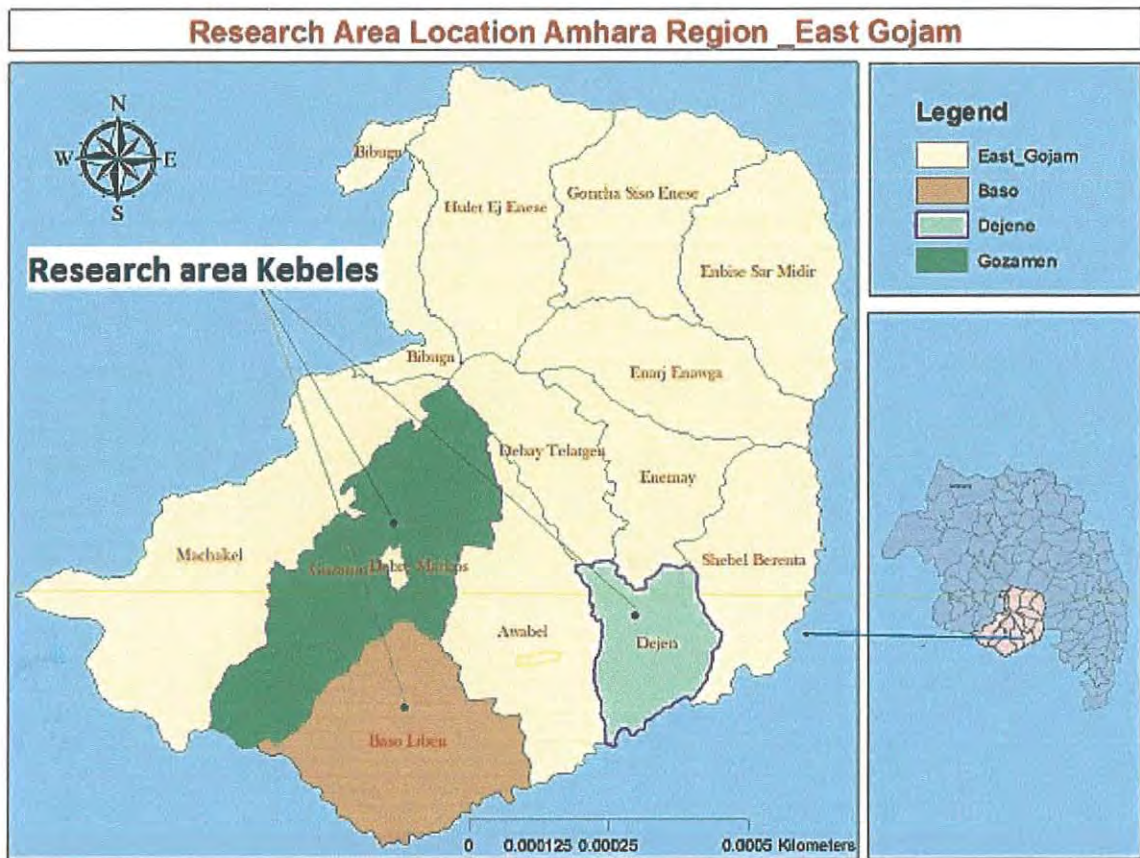 Research Area Location Amhara Region _East Gojam
N
W E
S
Legend
East_Gojam
Baso
Dejene
Gozamen
Bibugn
Hulet Ej Enese
Goncha Siso Enese
Enbise Sar Midir
Research area Kebeles
Bibugn
Enarj Enawga
Debay Telatgen
Enemay
Machakel
Debre Markos
Shebel Berenta
Awabel
Dejen
Baso Liben
0 0.000125 0.00025 0.0005 Kilometers